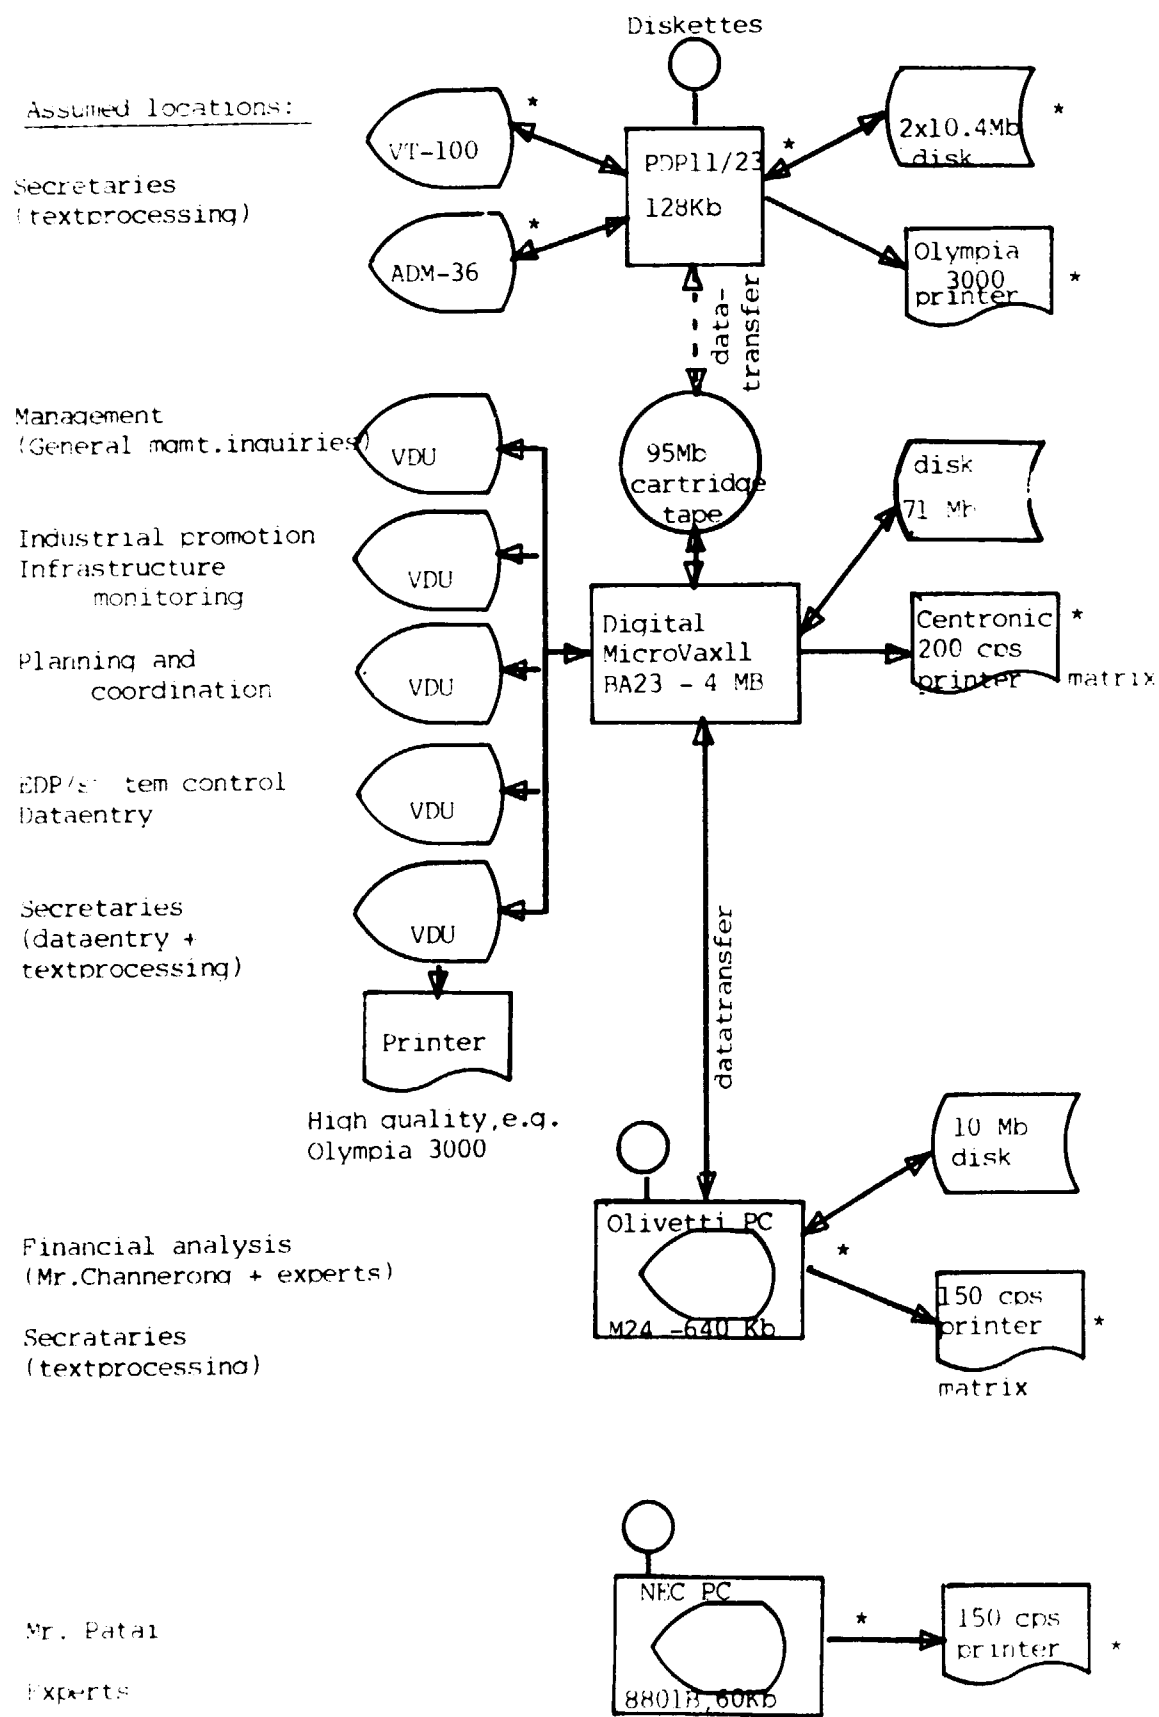 Diskettes
Assumed locations:
*
VT-100
PDP11/23
128Kb
*
2x10.4Mb
disk
*
Secretaries
(textprocessing)
*
ADM-36
Olympia
3000
printer
*
data-
transfer
Management
(General mgmt.inquiries)
VDU
95Mb
cartridge
tape
disk
71 Mb
Industrial promotion
Infrastructure
monitoring
VDU
Digital
MicroVaxll
BA23 - 4 MB
Centronic
200 cps
printer
*
matrix
Planning and
coordination
VDU
tem control
Dataentry
VDU
Secretaries
(dataentry +
textprocessing)
VDU
datatransfer
Printer
High quality,e.g.
Olympia 3000
10 Mb
disk
Olivetti PC
M24 -640 Kb
Financial analysis
(Mr.Channerong + experts)
*
150 cps
printer
*
matrix
Secrataries
(textprocessing)
NEC PC
8801B,60Kb
*
150 cps
printer
*
Mr. Patai
Experts